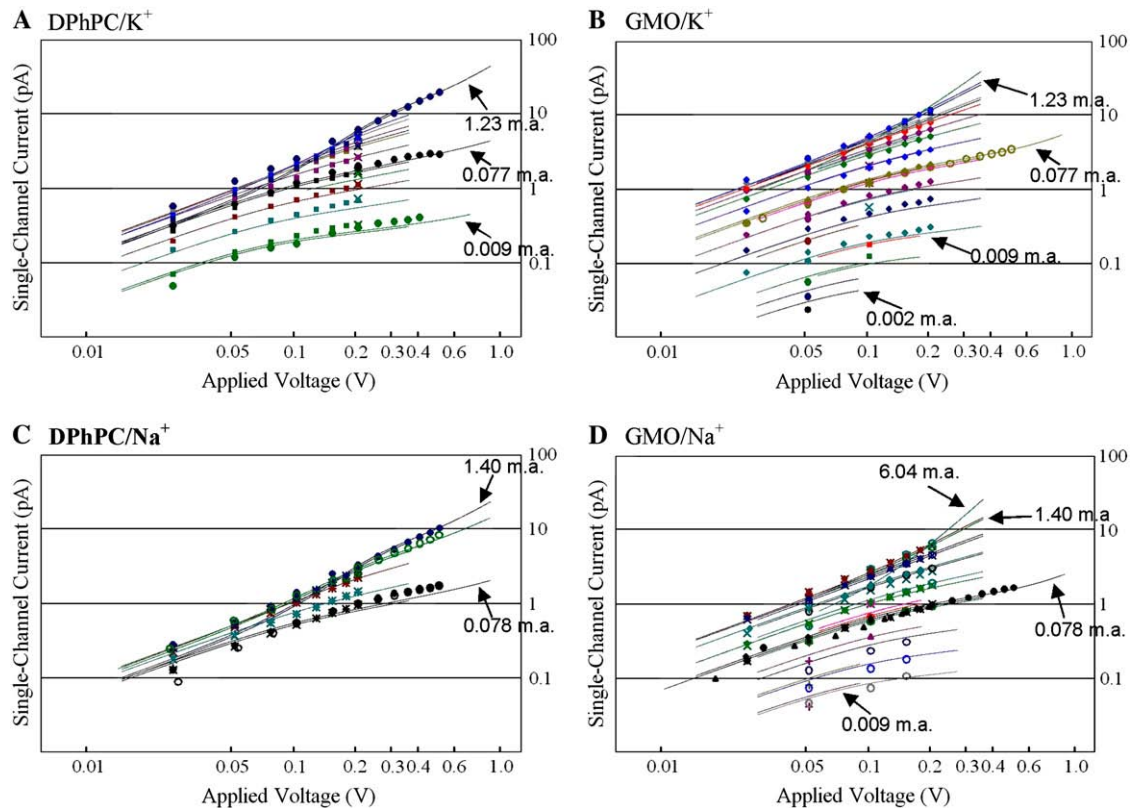 A DPhPC/K+
Single-Channel Current (pA)
100
10
1
0.1
1.23 m.a.
0.077 m.a.
0.009 m.a.
0.01 0.05 0.1 0.2 0.3 0.4 0.6 1.0
Applied Voltage (V)
B GMO/K+
Single-Channel Current (pA)
100
10
1
0.1
1.23 m.a.
0.077 m.a.
0.009 m.a.
0.002 m.a.
0.01 0.05 0.1 0.2 0.3 0.4 0.6 1.0
Applied Voltage (V)
C DPhPC/Na+
Single-Channel Current (pA)
100
10
1
0.1
1.40 m.a.
0.078 m.a.
0.01 0.05 0.1 0.2 0.3 0.4 0.6 1.0
Applied Voltage (V)
D GMO/Na+
Single-Channel Current (pA)
100
10
1
0.1
6.04 m.a.
1.40 m.a
0.078 m.a.
0.009 m.a.
0.01 0.05 0.1 0.2 0.3 0.4 0.6 1.0
Applied Voltage (V)